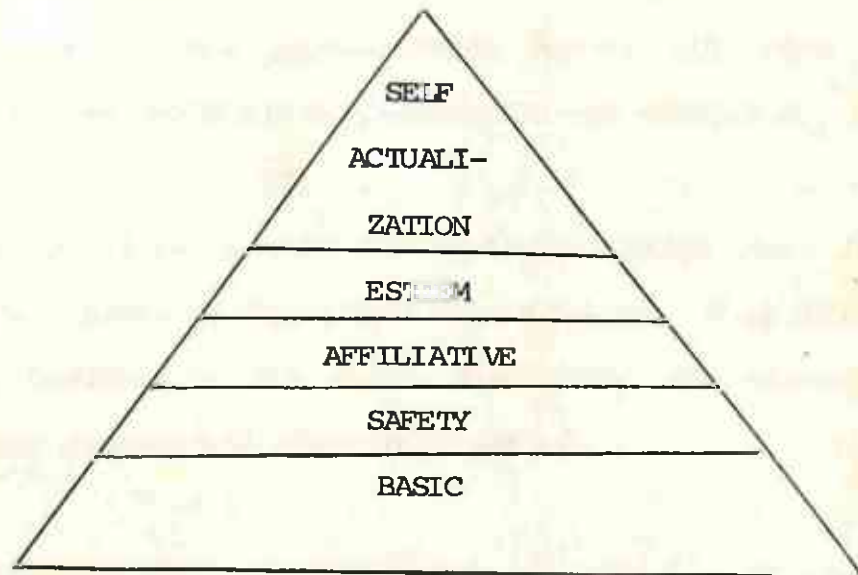 SELF
ACTUALI-
ZATION
AFFILIATIVE
SAFETY
BASIC